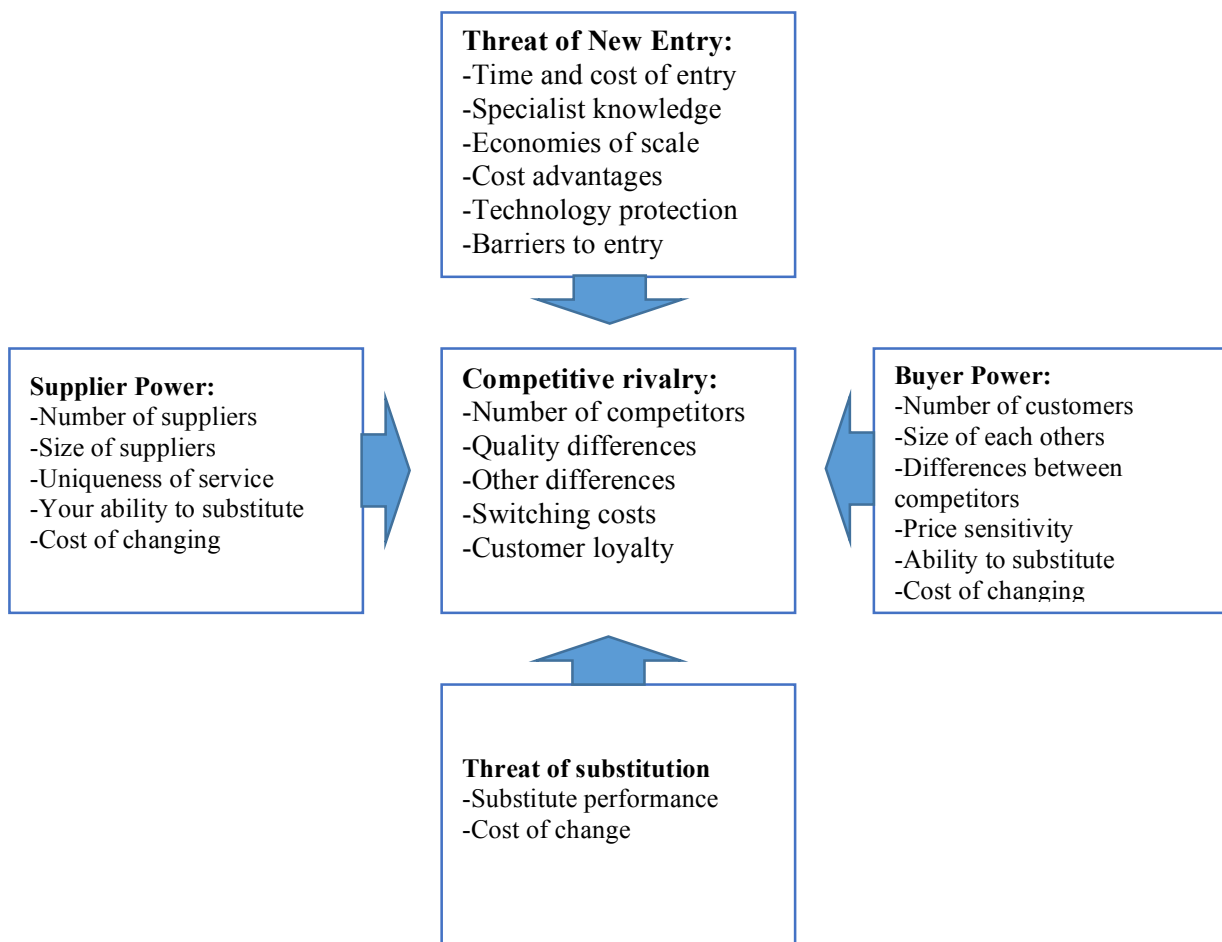 Threat of New Entry:
-Time and cost of entry
-Specialist knowledge
-Economies of scale
-Cost advantages
-Technology protection
-Barriers to entry
Supplier Power:
-Number of suppliers
-Size of suppliers
-Uniqueness of service
-Your ability to substitute
-Cost of changing
Competitive rivalry:
-Number of competitors
-Quality differences
-Other differences
-Switching costs
-Customer loyalty
Buyer Power:
-Number of customers
-Size of each others
-Differences between
competitors
-Price sensitivity
-Ability to substitute
-Cost of changing
Threat of substitution
-Substitute performance
-Cost of change